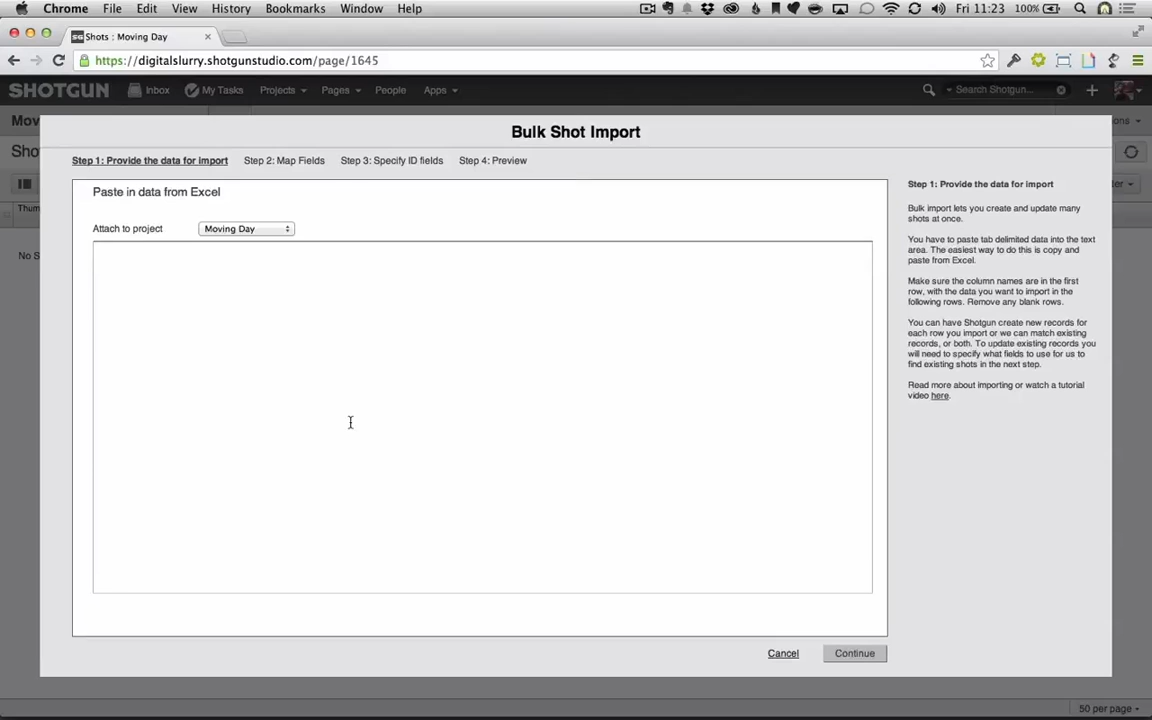 Chrome File Edit View History Bookmarks Window Help Fri 11:23 100%
SG Shots : Moving Day
https://digitalslurry.shotgunstudio.com/page/1645
SHOTGUN Inbox My Tasks Projects Pages People Apps Search Shotgun...
Mov
Sho
Thum
No S
Bulk Shot Import
Step 1: Provide the data for import Step 2: Map Fields Step 3: Specify ID fields Step 4: Preview
Paste in data from Excel
Attach to project Moving Day
Step 1: Provide the data for import
Bulk import lets you create and update many
shots at once.
You have to paste tab delimited data into the text
area. The easiest way to do this is copy and
paste from Excel.
Make sure the column names are in the first
row, with the data you want to import in the
following rows. Remove any blank rows.
You can have Shotgun create new records for
each row you import or we can match existing
records, or both. To update existing records you
will need to specify what fields to use for us to
find existing shots in the next step.
Read more about importing or watch a tutorial
video here.
Cancel Continue
50 per page